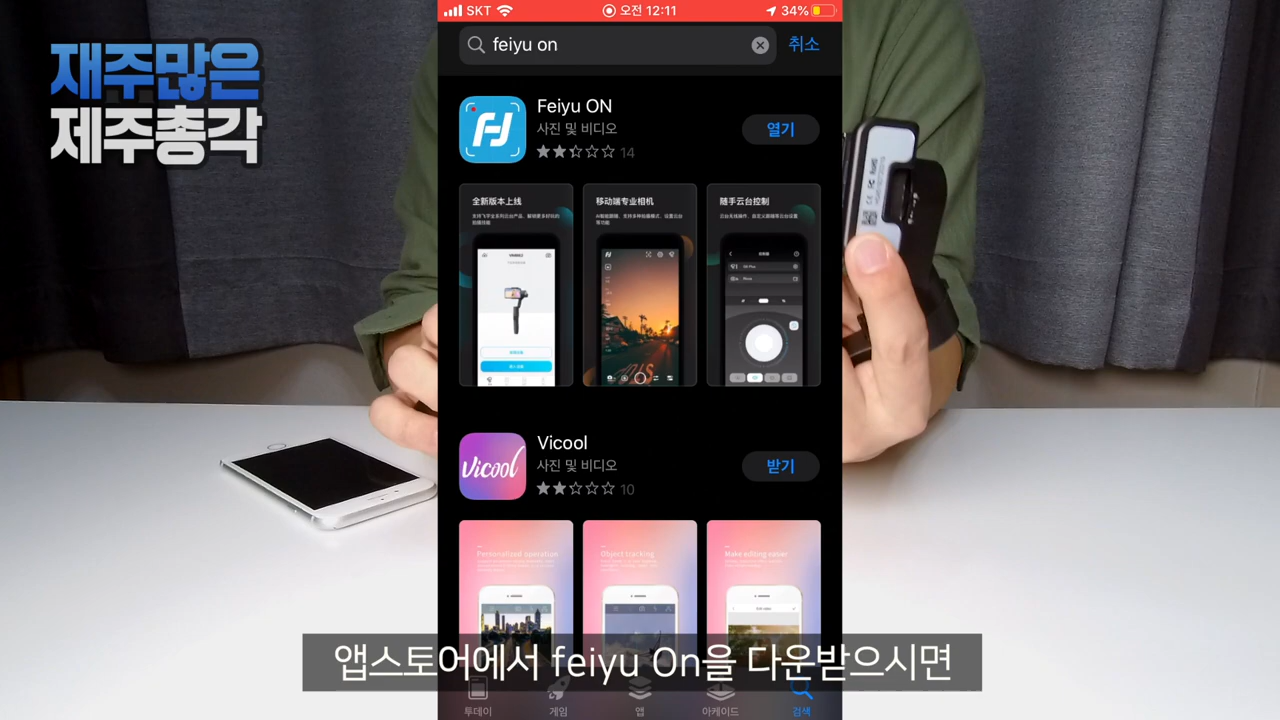 재주많은
제주총각
SKT
오전 12:11
34%
feiyu on
취소
Feiyu ON
사진 및 비디오
열기
14
全新版本上线
移动端专业相机
随手云台控制
Vicool
사진 및 비디오
받기
10
Vicool
Personalized operation
Object tracking
Make editing easier
앱스토어에서 feiyu On을 다운받으시면
투데이
게임
앱
아케이드
검색